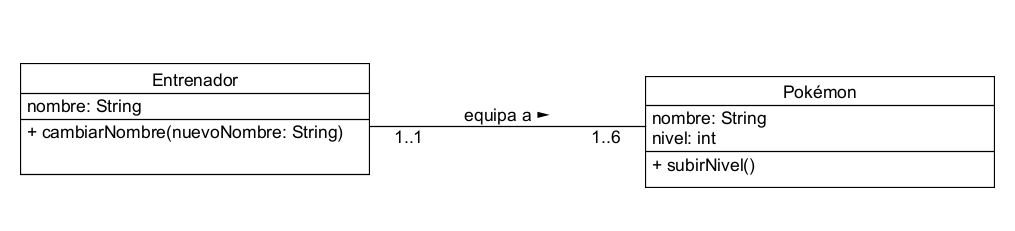 Entrenador
nombre: String
+ cambiarNombre(nuevoNombre: String)
equipa a ►
1..1
1..6
Pokémon
nombre: String
nivel: int
+ subirNivel()